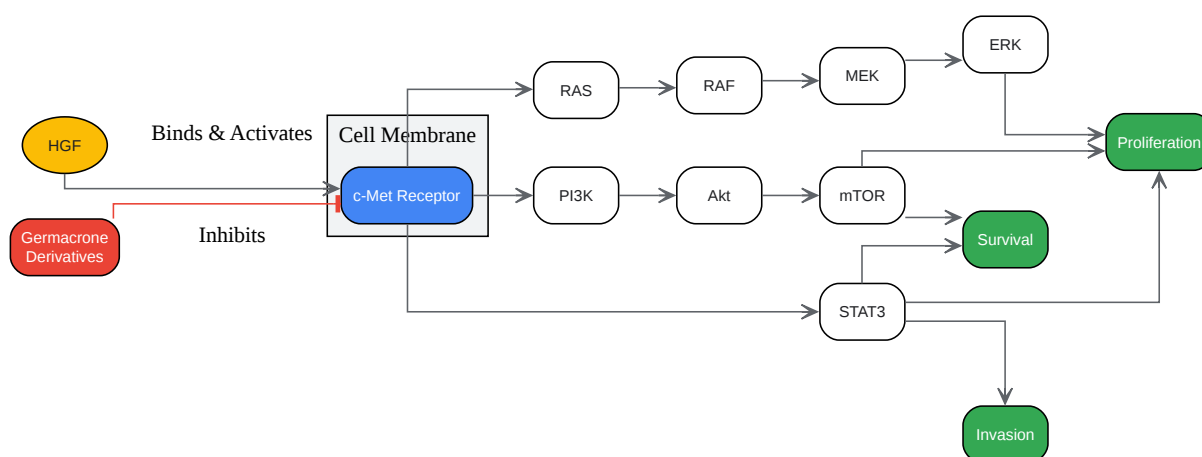 ERK
RAS
RAF
MEK
Binds & Activates
Cell Membrane
HGF
Proliferation
c-Met Receptor
PI3K
Akt
mTOR
Germacrone
Derivatives
Inhibits
Survival
STAT3
Invasion